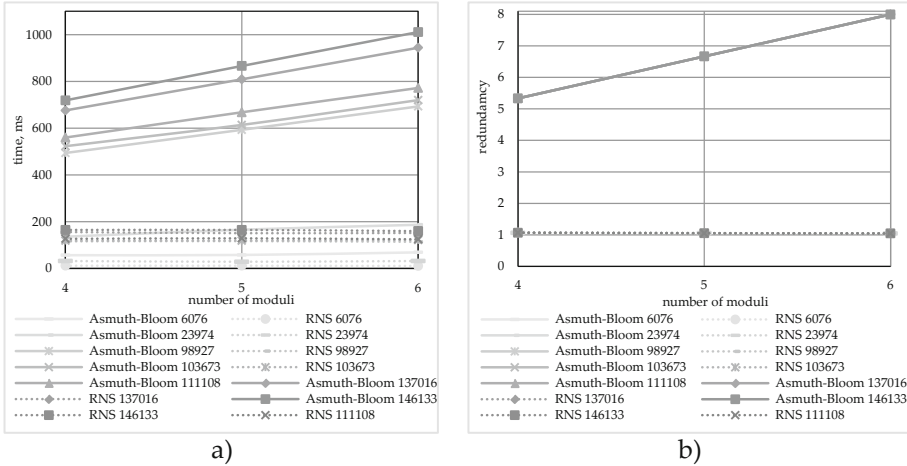 1000
800
600
400
200
0
time, ms
4 5 6
number of moduli
Asmuth-Bloom 6076 RNS 6076
Asmuth-Bloom 23974 RNS 23974
Asmuth-Bloom 98927 RNS 98927
Asmuth-Bloom 103673 RNS 103673
Asmuth-Bloom 111108 Asmuth-Bloom 137016
RNS 137016 Asmuth-Bloom 146133
RNS 146133 RNS 111108
a)
8
7
6
5
4
3
2
1
0
redundamcy
4 5 6
number of moduli
Asmuth-Bloom 6076 RNS 6076
Asmuth-Bloom 23974 RNS 23974
Asmuth-Bloom 98927 RNS 98927
Asmuth-Bloom 103673 RNS 103673
Asmuth-Bloom 111108 Asmuth-Bloom 137016
RNS 137016 Asmuth-Bloom 146133
RNS 146133 RNS 111108
b)